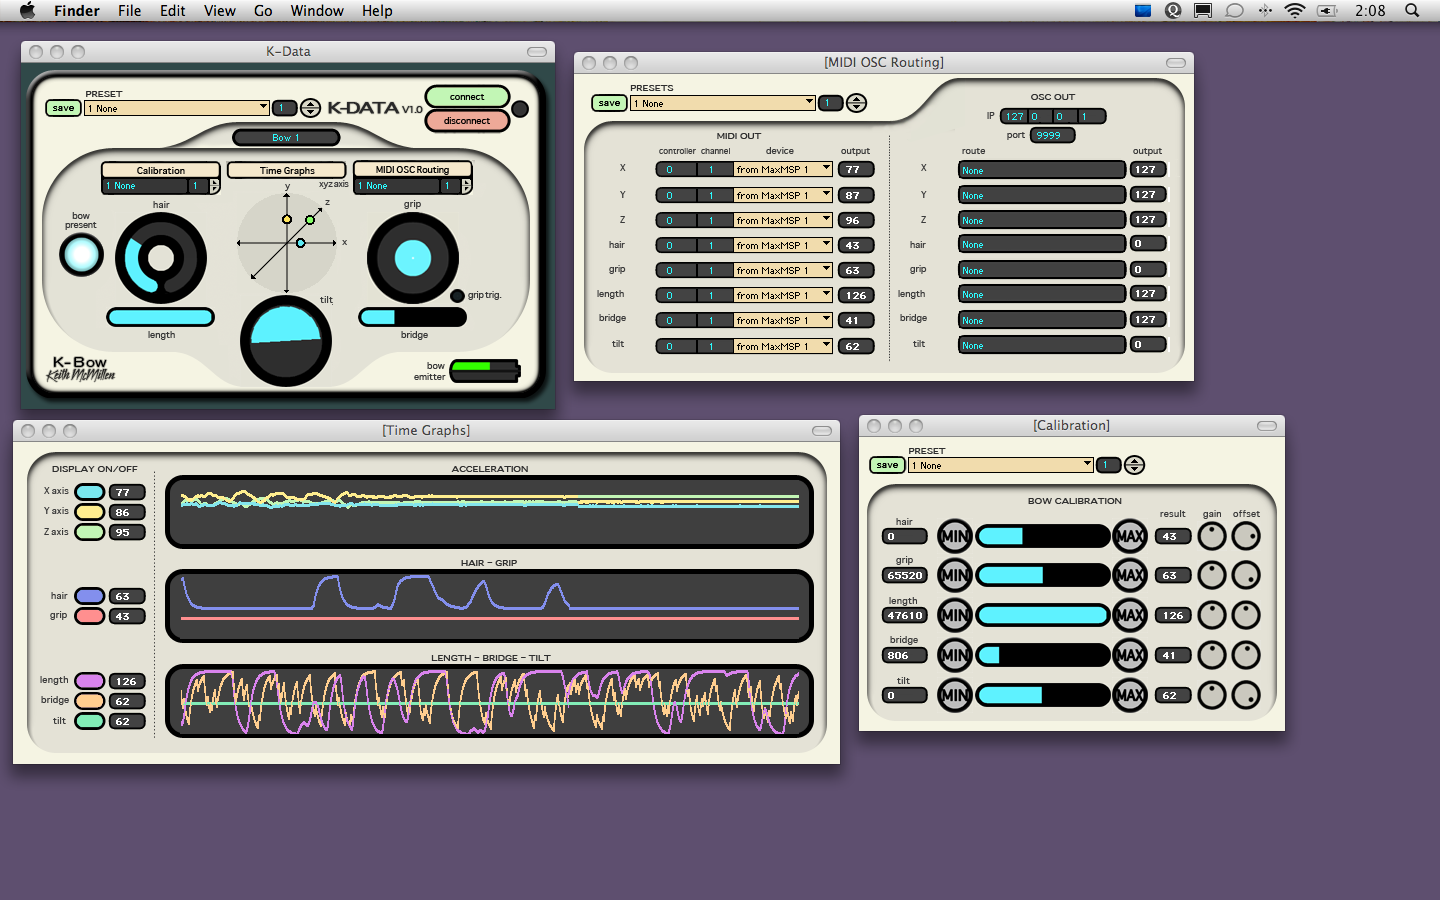 Finder File Edit View Go Window Help 2:08
K-Data
PRESET
save 1 None 1 K-DATA V1.0 connect
disconnect
Bow 1
Calibration Time Graphs MIDI OSC Routing
1 None 1 y xyz axis 1 None 1
hair z grip
bow
present
x
tilt grip trig.
length bridge
K-Bow
Keith McMillen
bow
emitter
[MIDI OSC Routing]
PRESETS
save 1 None 1
OSC OUT
IP 127 0 0 1
port 9999
MIDI OUT
controller channel device output route output
X 0 1 from MaxMSP 1 77 X None 127
Y 0 1 from MaxMSP 1 87 Y None 127
Z 0 1 from MaxMSP 1 96 Z None 127
hair 0 1 from MaxMSP 1 43 hair None 0
grip 0 1 from MaxMSP 1 63 grip None 0
length 0 1 from MaxMSP 1 126 length None 127
bridge 0 1 from MaxMSP 1 41 bridge None 127
tilt 0 1 from MaxMSP 1 62 tilt None 0
[Time Graphs]
DISPLAY ON/OFF ACCELERATION
X axis 77
Y axis 86
Z axis 95
HAIR - GRIP
hair 63
grip 43
LENGTH - BRIDGE - TILT
length 126
bridge 62
tilt 62
[Calibration]
PRESET
save 1 None 1
BOW CALIBRATION
result gain offset
hair
0 MIN MAX 43
grip
65520 MIN MAX 63
length
47610 MIN MAX 126
bridge
806 MIN MAX 41
tilt
0 MIN MAX 62